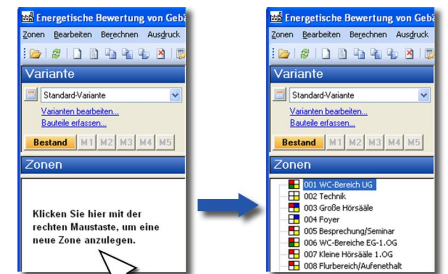 Energetische Bewertung von Geb
Zonen Bearbeiten Berechnen Ausdruck
Variante
Standard-Variante
Varianten bearbeiten...
Bauteile erfassen...
Bestand M1 M2 M3 M4 M5
Zonen
Klicken Sie hier mit der
rechten Maustaste, um eine
neue Zone anzulegen.
Energetische Bewertung von Geb
Zonen Bearbeiten Berechnen Ausdruck
Variante
Standard-Variante
Varianten bearbeiten...
Bauteile erfassen...
Bestand M1 M2 M3 M4 M5
Zonen
001 WC-Bereich UG
002 Technik
003 Große Hörsääle
004 Foyer
005 Besprechung/Seminar
006 WC-Bereiche EG-1.OG
007 Kleine Hörsääle 1.OG
008 Flurbereich/Aufenethalt